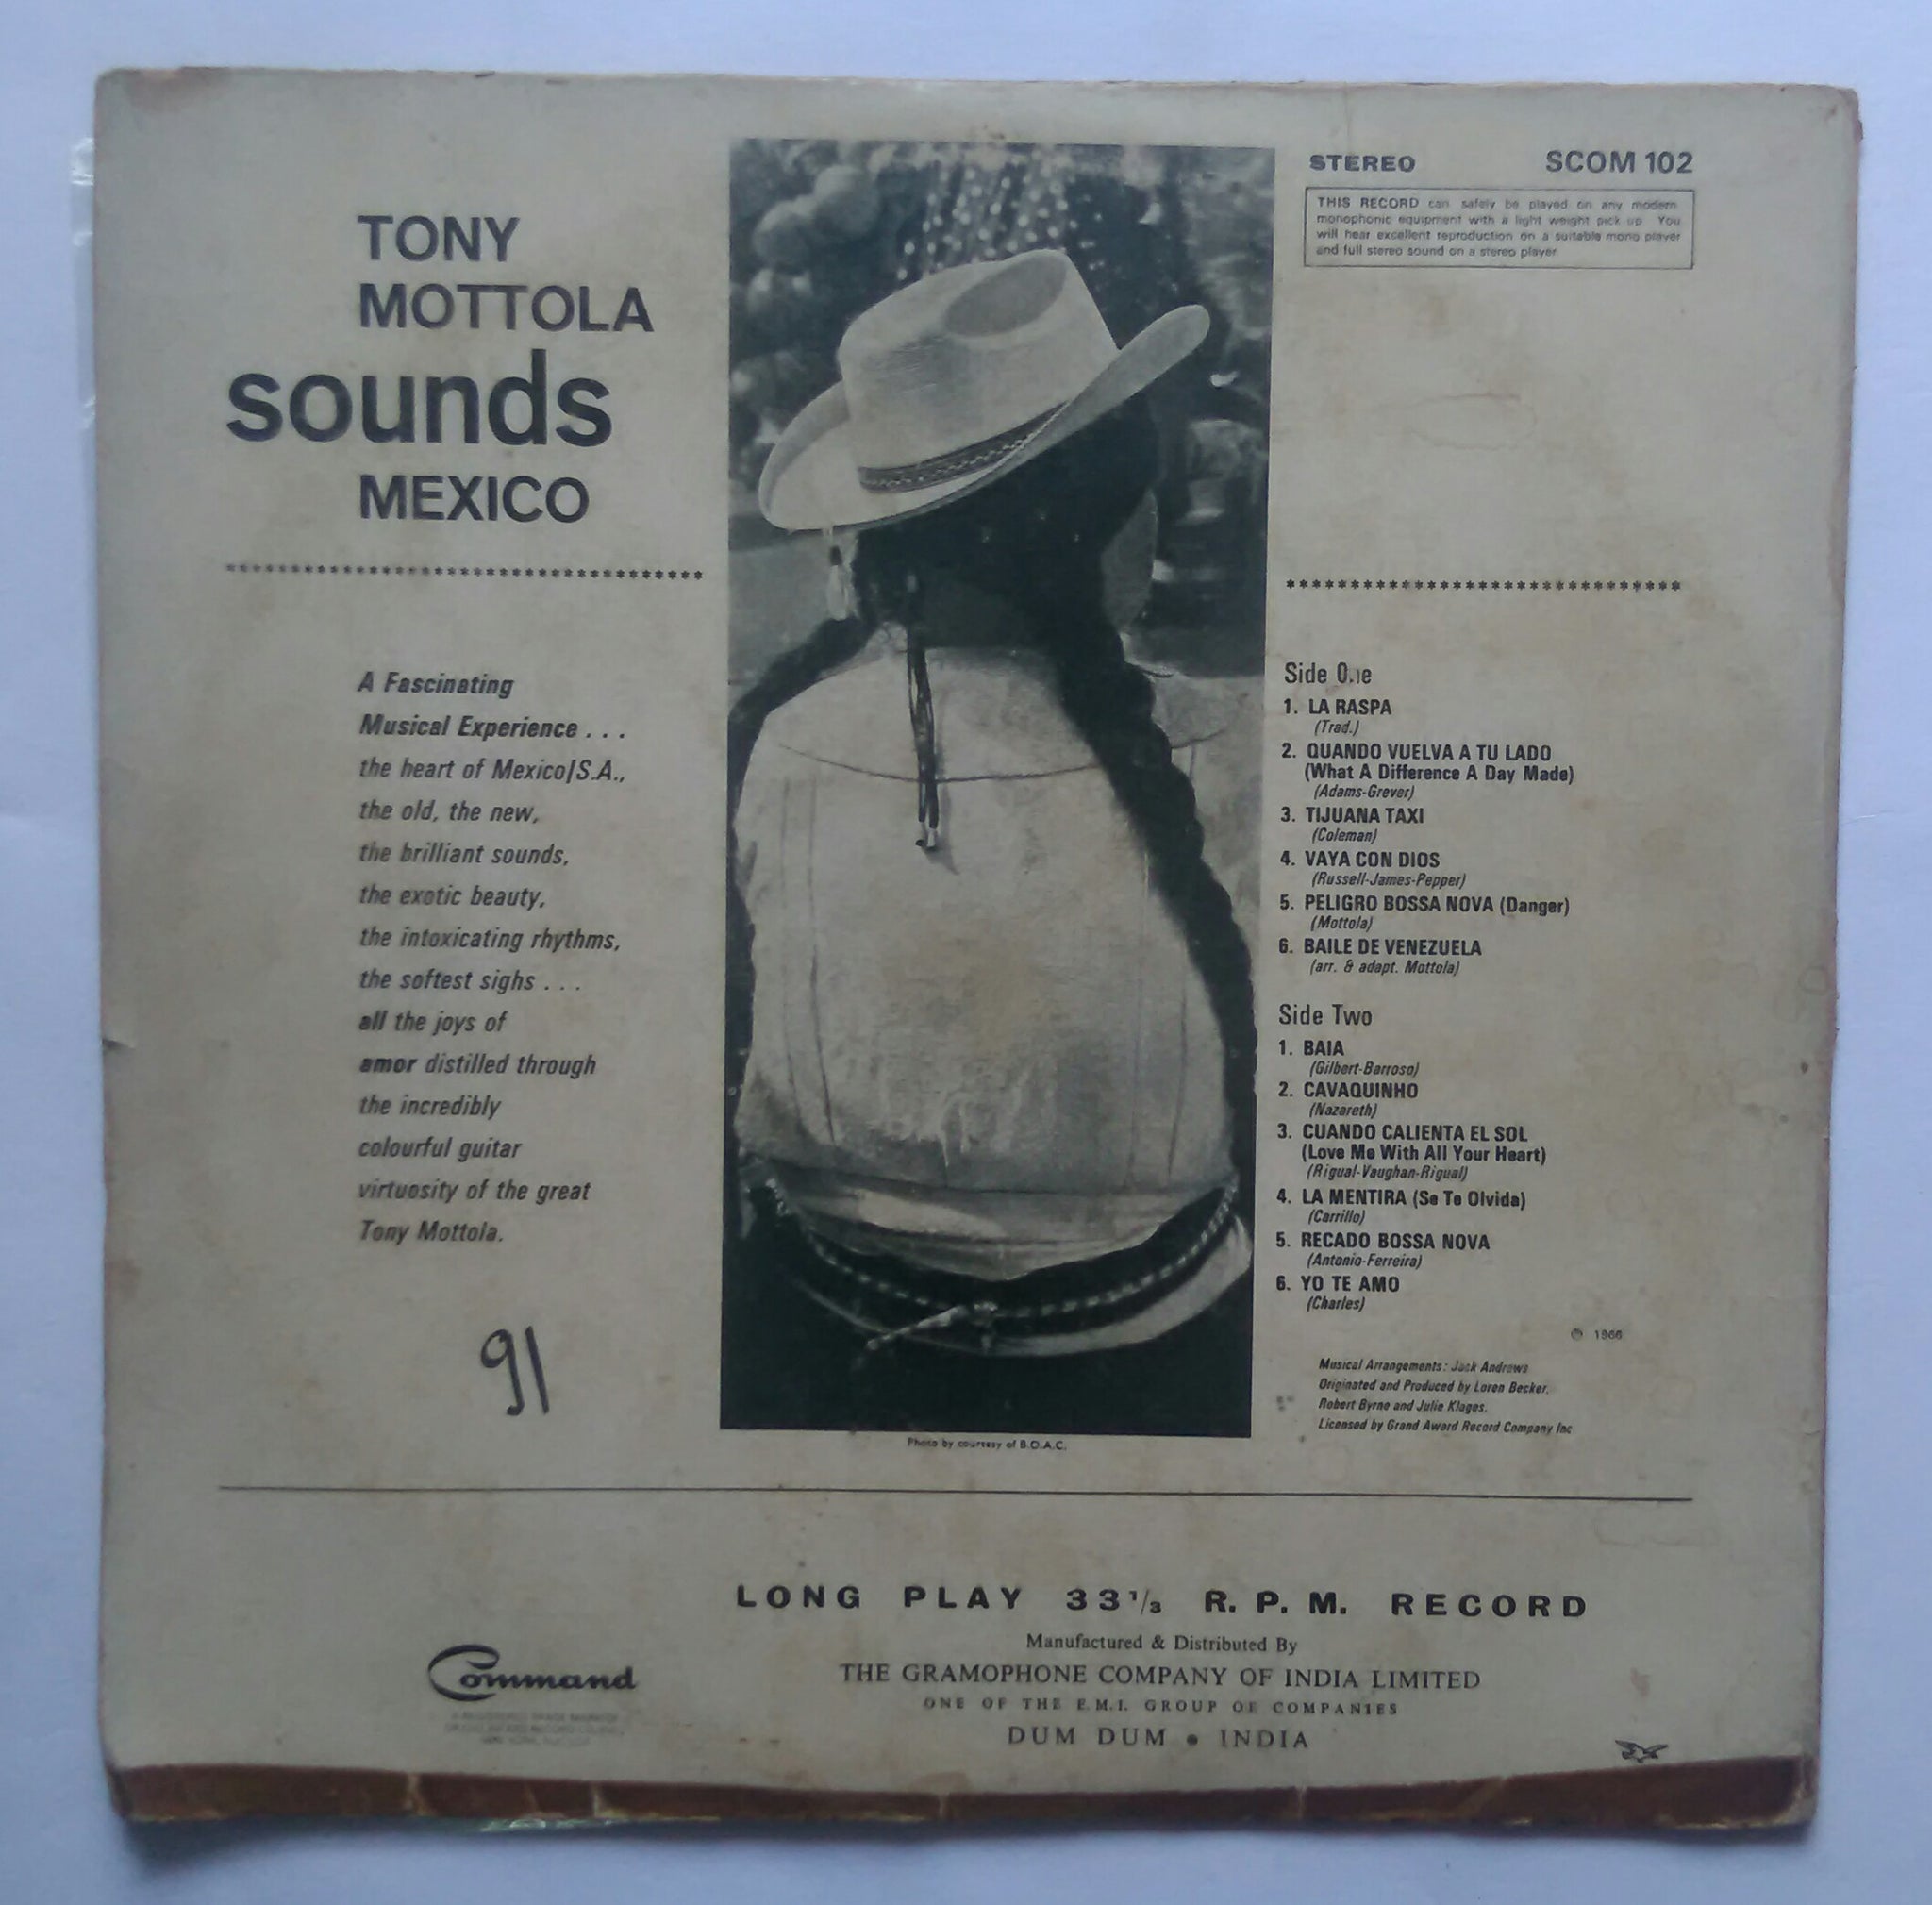 TONY
MOTTOLA
sounds
MEXICO
A Fascinating
Musical Experience . . .
the heart of Mexico/S.A.,
the old, the new,
the brilliant sounds,
the exotic beauty,
the intoxicating rhythms,
the softest sighs . . .
all the joys of
amor distilled through
the incredibly
colourful guitar
virtuosity of the great
Tony Mottola.
91
Photo by courtesy of B.O.A.C.
STEREO SCOM 102
THIS RECORD can safely be played on any modern
monophonic equipment with a light weight pick up. You
will hear excellent reproduction on a suitable mono player
and full stereo sound on a stereo player
Side One
1. LA RASPA
(Trad.)
2. QUANDO VUELVA A TU LADO
(What A Difference A Day Made)
(Adams-Grever)
3. TIJUANA TAXI
(Coleman)
4. VAYA CON DIOS
(Russell-James-Pepper)
5. PELIGRO BOSSA NOVA (Danger)
(Mottola)
6. BAILE DE VENEZUELA
(arr. & adapt. Mottola)
Side Two
1. BAIA
(Gilbert-Barroso)
2. CAVAQUINHO
(Nazareth)
3. CUANDO CALIENTA EL SOL
(Love Me With All Your Heart)
(Rigual-Vaughan-Rigual)
4. LA MENTIRA (Se Te Olvida)
(Carrillo)
5. RECADO BOSSA NOVA
(Antonio-Ferreira)
6. YO TE AMO
(Charles)
℗ 1966
Musical Arrangements: Jack Andrews
Originated and Produced by Loren Becker,
Robert Byrne and Julie Klages.
Licensed by Grand Award Record Company Inc
LONG PLAY 33 1/3 R. P. M. RECORD
Manufactured & Distributed By
THE GRAMOPHONE COMPANY OF INDIA LIMITED
ONE OF THE E.M.I. GROUP OF COMPANIES
DUM DUM • INDIA
Command